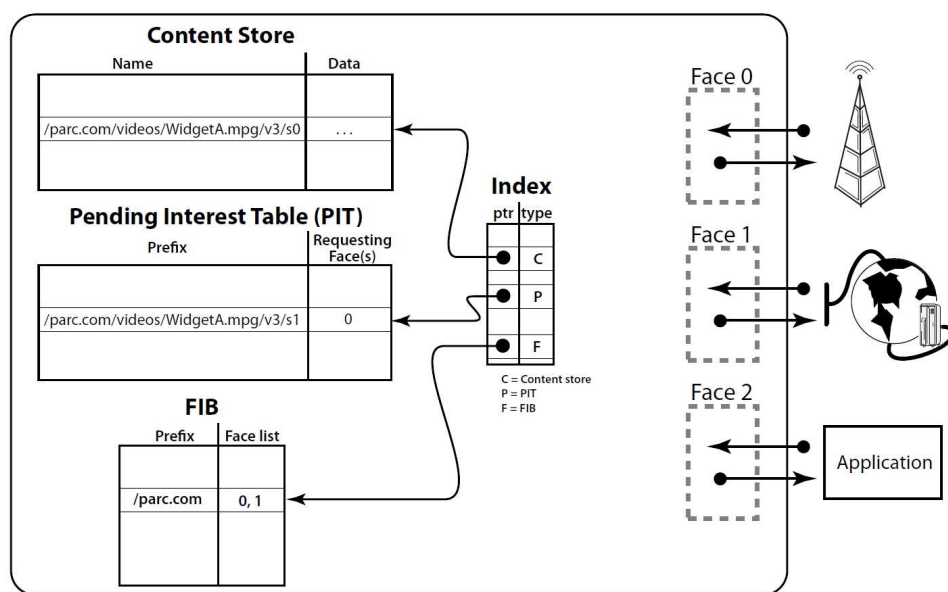 Content Store
Name Data
/parc.com/videos/WidgetA.mpg/v3/s0 ...
Pending Interest Table (PIT)
Prefix Requesting Face(s)
/parc.com/videos/WidgetA.mpg/v3/s1 0
FIB
Prefix Face list
/parc.com 0, 1
Index
ptr type
C
P
F
C = Content store
P = PIT
F = FIB
Face 0
Face 1
Face 2
Application